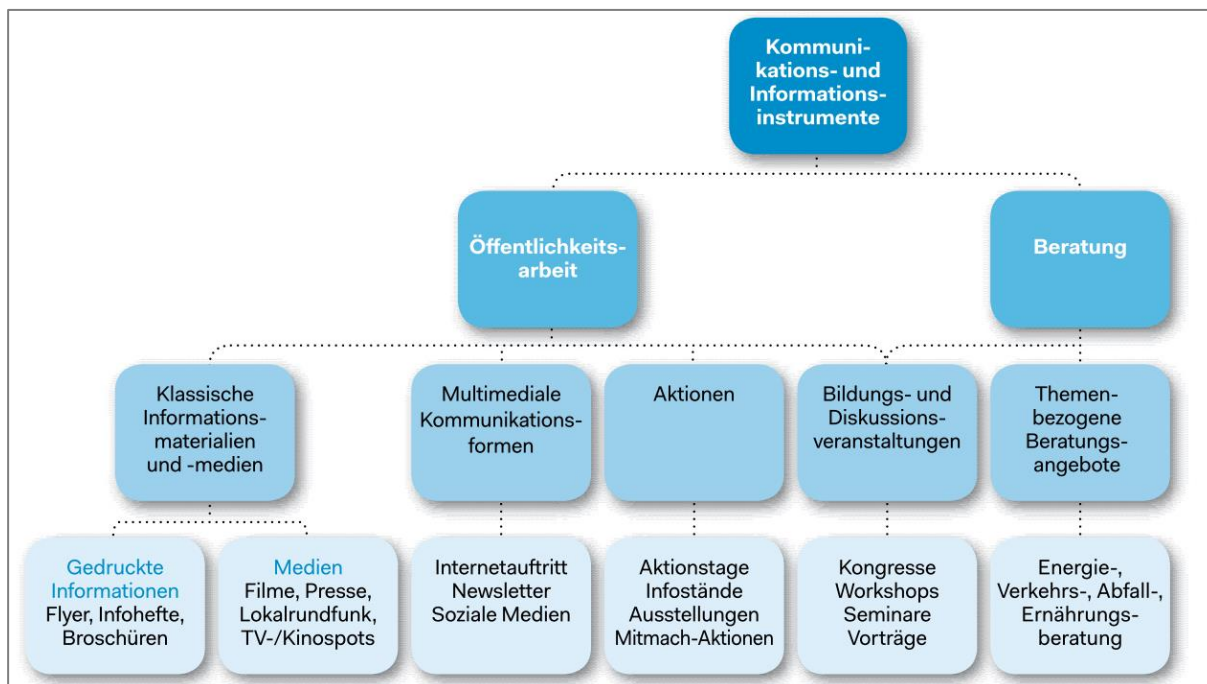 Kommuni-
kations- und
Informations-
instrumente
Öffentlichkeits-
arbeit
Beratung
Klassische
Informations-
materialien
und -medien
Multimediale
Kommunikations-
formen
Aktionen
Bildungs- und
Diskussions-
veranstaltungen
Themen-
bezogene
Beratungs-
angebote
Gedruckte
Informationen
Flyer, Infohefte,
Broschüren
Medien
Filme, Presse,
Lokalrundfunk,
TV-/Kinospots
Internetauftritt
Newsletter
Soziale Medien
Aktionstage
Infostände
Ausstellungen
Mitmach-Aktionen
Kongresse
Workshops
Seminare
Vorträge
Energie-,
Verkehrs-, Abfall-,
Ernährungs-
beratung